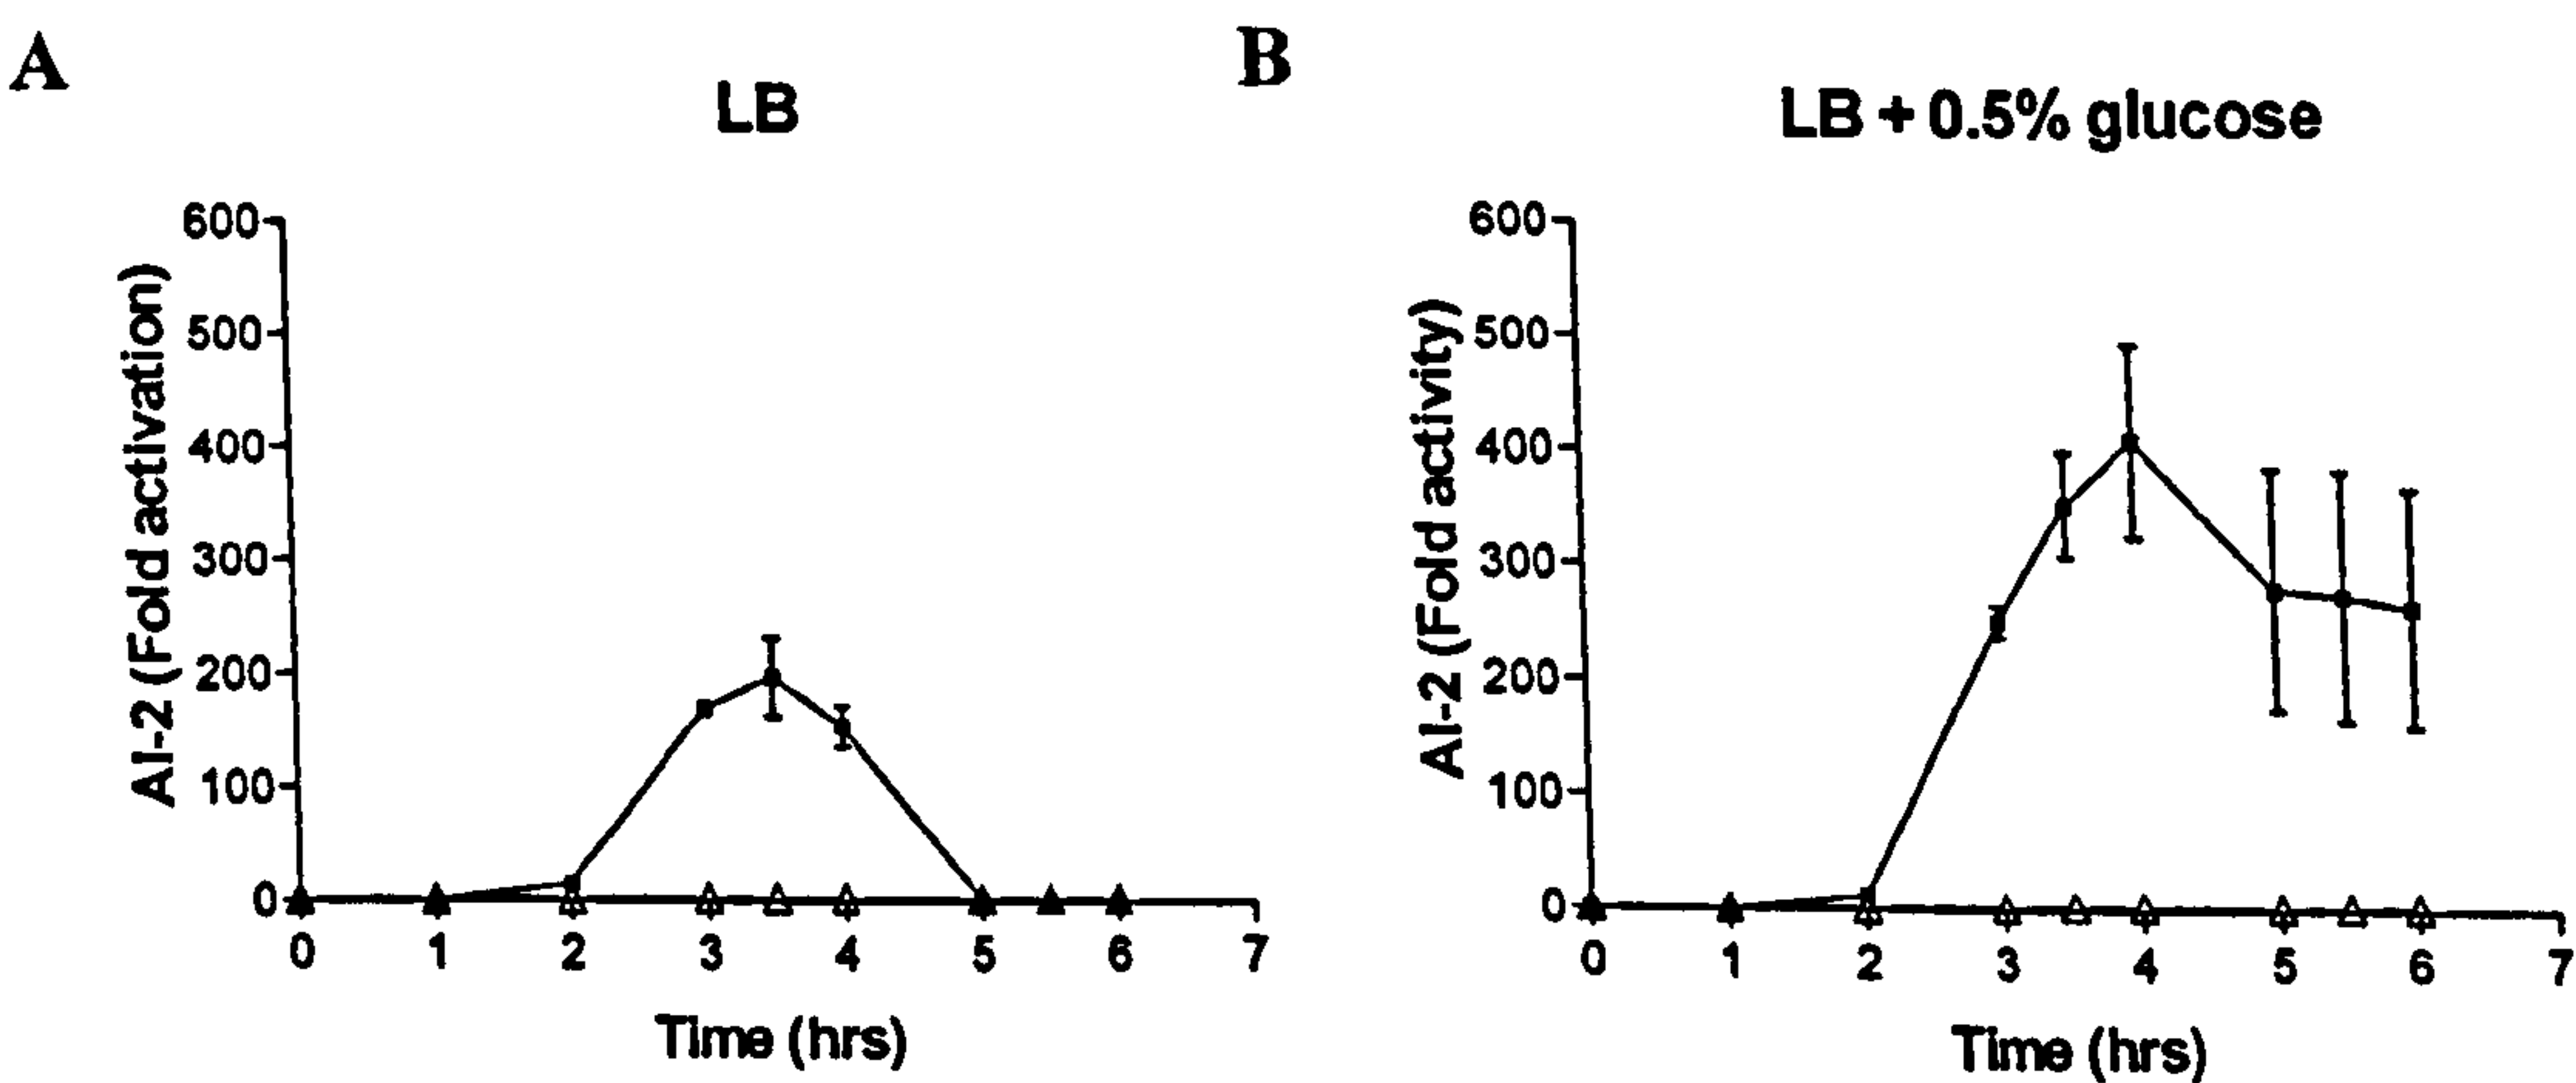 A
LB
600
500
400
300
200
100
0
AI-2 (Fold activation)
0 1 2 3 4 5 6 7
Time (hrs)
B
LB + 0.5% glucose
600
500
400
300
200
100
0
AI-2 (Fold activity)
0 1 2 3 4 5 6 7
Time (hrs)